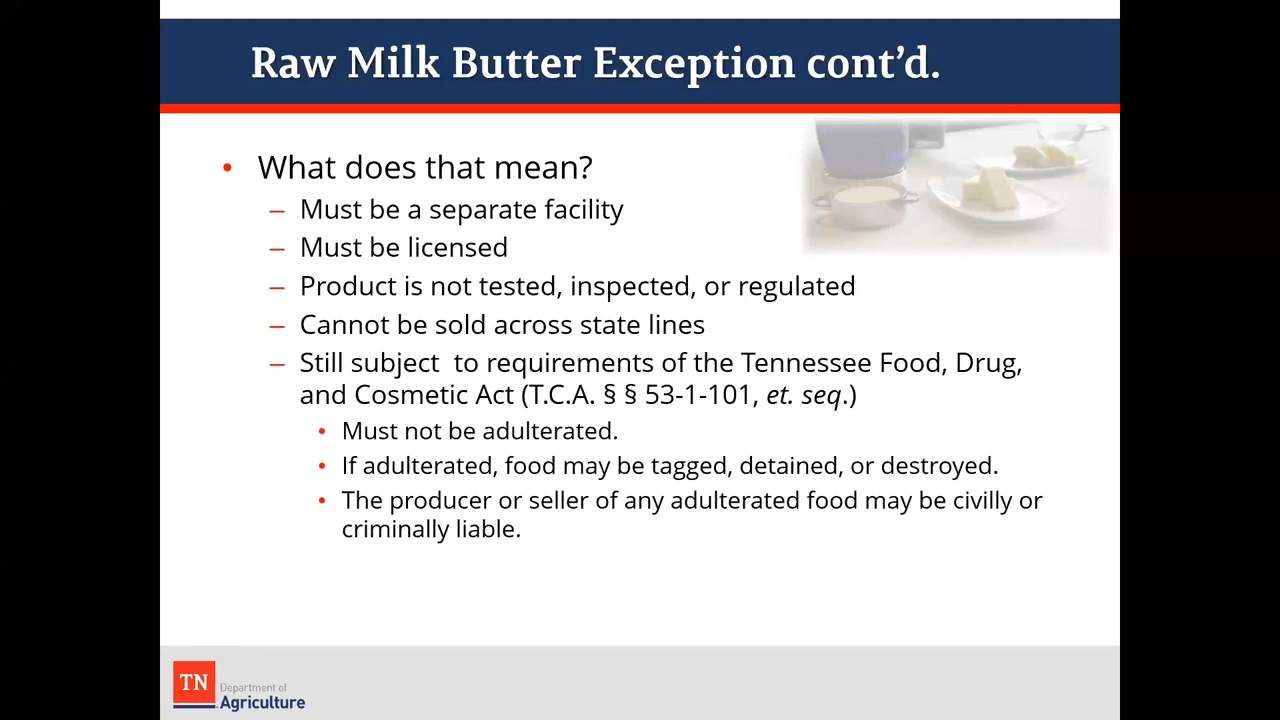 Raw Milk Butter Exception cont’d.
• What does that mean?
– Must be a separate facility
– Must be licensed
– Product is not tested, inspected, or regulated
– Cannot be sold across state lines
– Still subject  to requirements of the Tennessee Food, Drug,
and Cosmetic Act (T.C.A. § § 53-1-101, et. seq.)
• Must not be adulterated.
• If adulterated, food may be tagged, detained, or destroyed.
• The producer or seller of any adulterated food may be civilly or
criminally liable.
TN
Department of
Agriculture